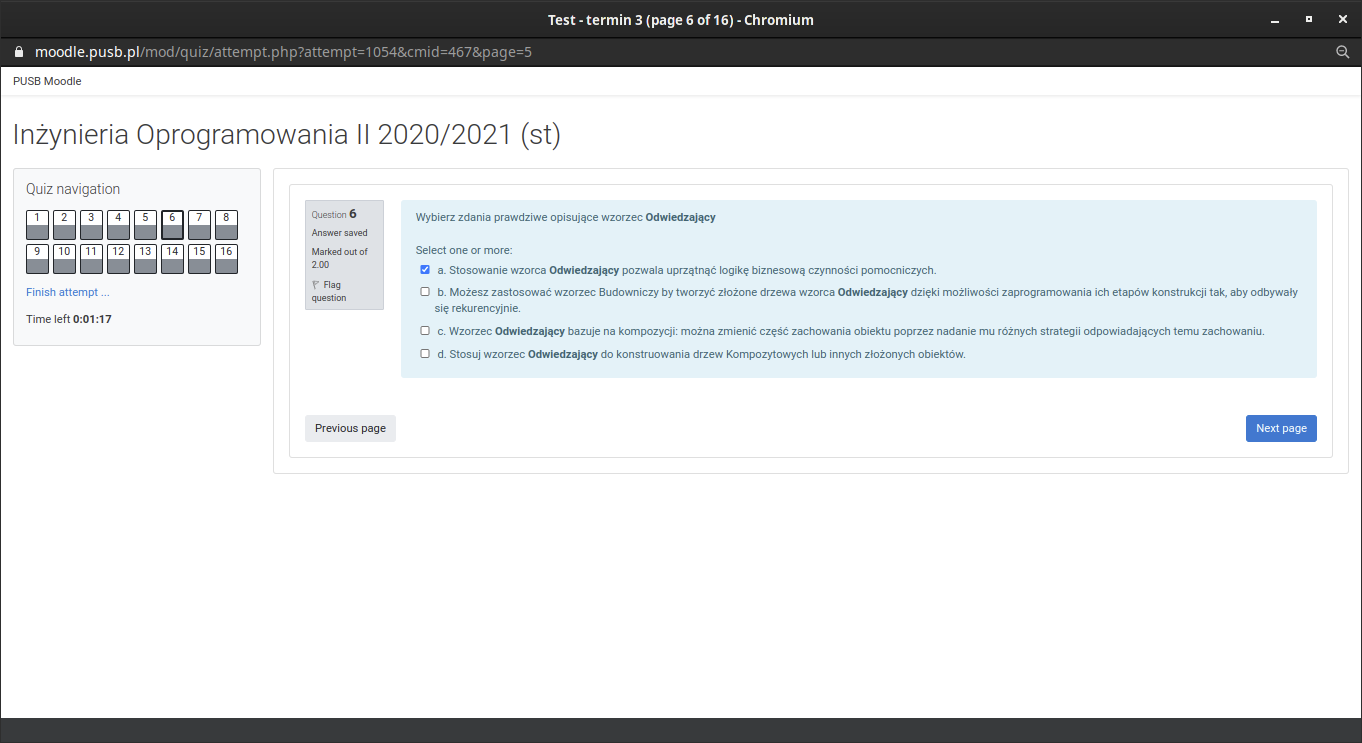 Test - termin 3 (page 6 of 16) - Chromium
moodle.pusb.pl/mod/quiz/attempt.php?attempt=1054&cmid=467&page=5
PUSB Moodle
Inżynieria Oprogramowania II 2020/2021 (st)
Quiz navigation
1 2 3 4 5 6 7 8
9 10 11 12 13 14 15 16
Finish attempt ...
Time left 0:01:17
Question 6
Answer saved
Marked out of
2.00
Flag
question
Wybierz zdania prawdziwe opisujące wzorzec Odwiedzający
Select one or more:
a. Stosowanie wzorca Odwiedzający pozwala uprzątnąć logikę biznesową czynności pomocniczych.
b. Możesz zastosować wzorzec Budowniczy by tworzyć złożone drzewa wzorca Odwiedzający dzięki możliwości zaprogramowania ich etapów konstrukcji tak, aby odbywały
się rekurencyjnie.
c. Wzorzec Odwiedzający bazuje na kompozycji: można zmienić część zachowania obiektu poprzez nadanie mu różnych strategii odpowiadających temu zachowaniu.
d. Stosuj wzorzec Odwiedzający do konstruowania drzew Kompozytowych lub innych złożonych obiektów.
Previous page
Next page